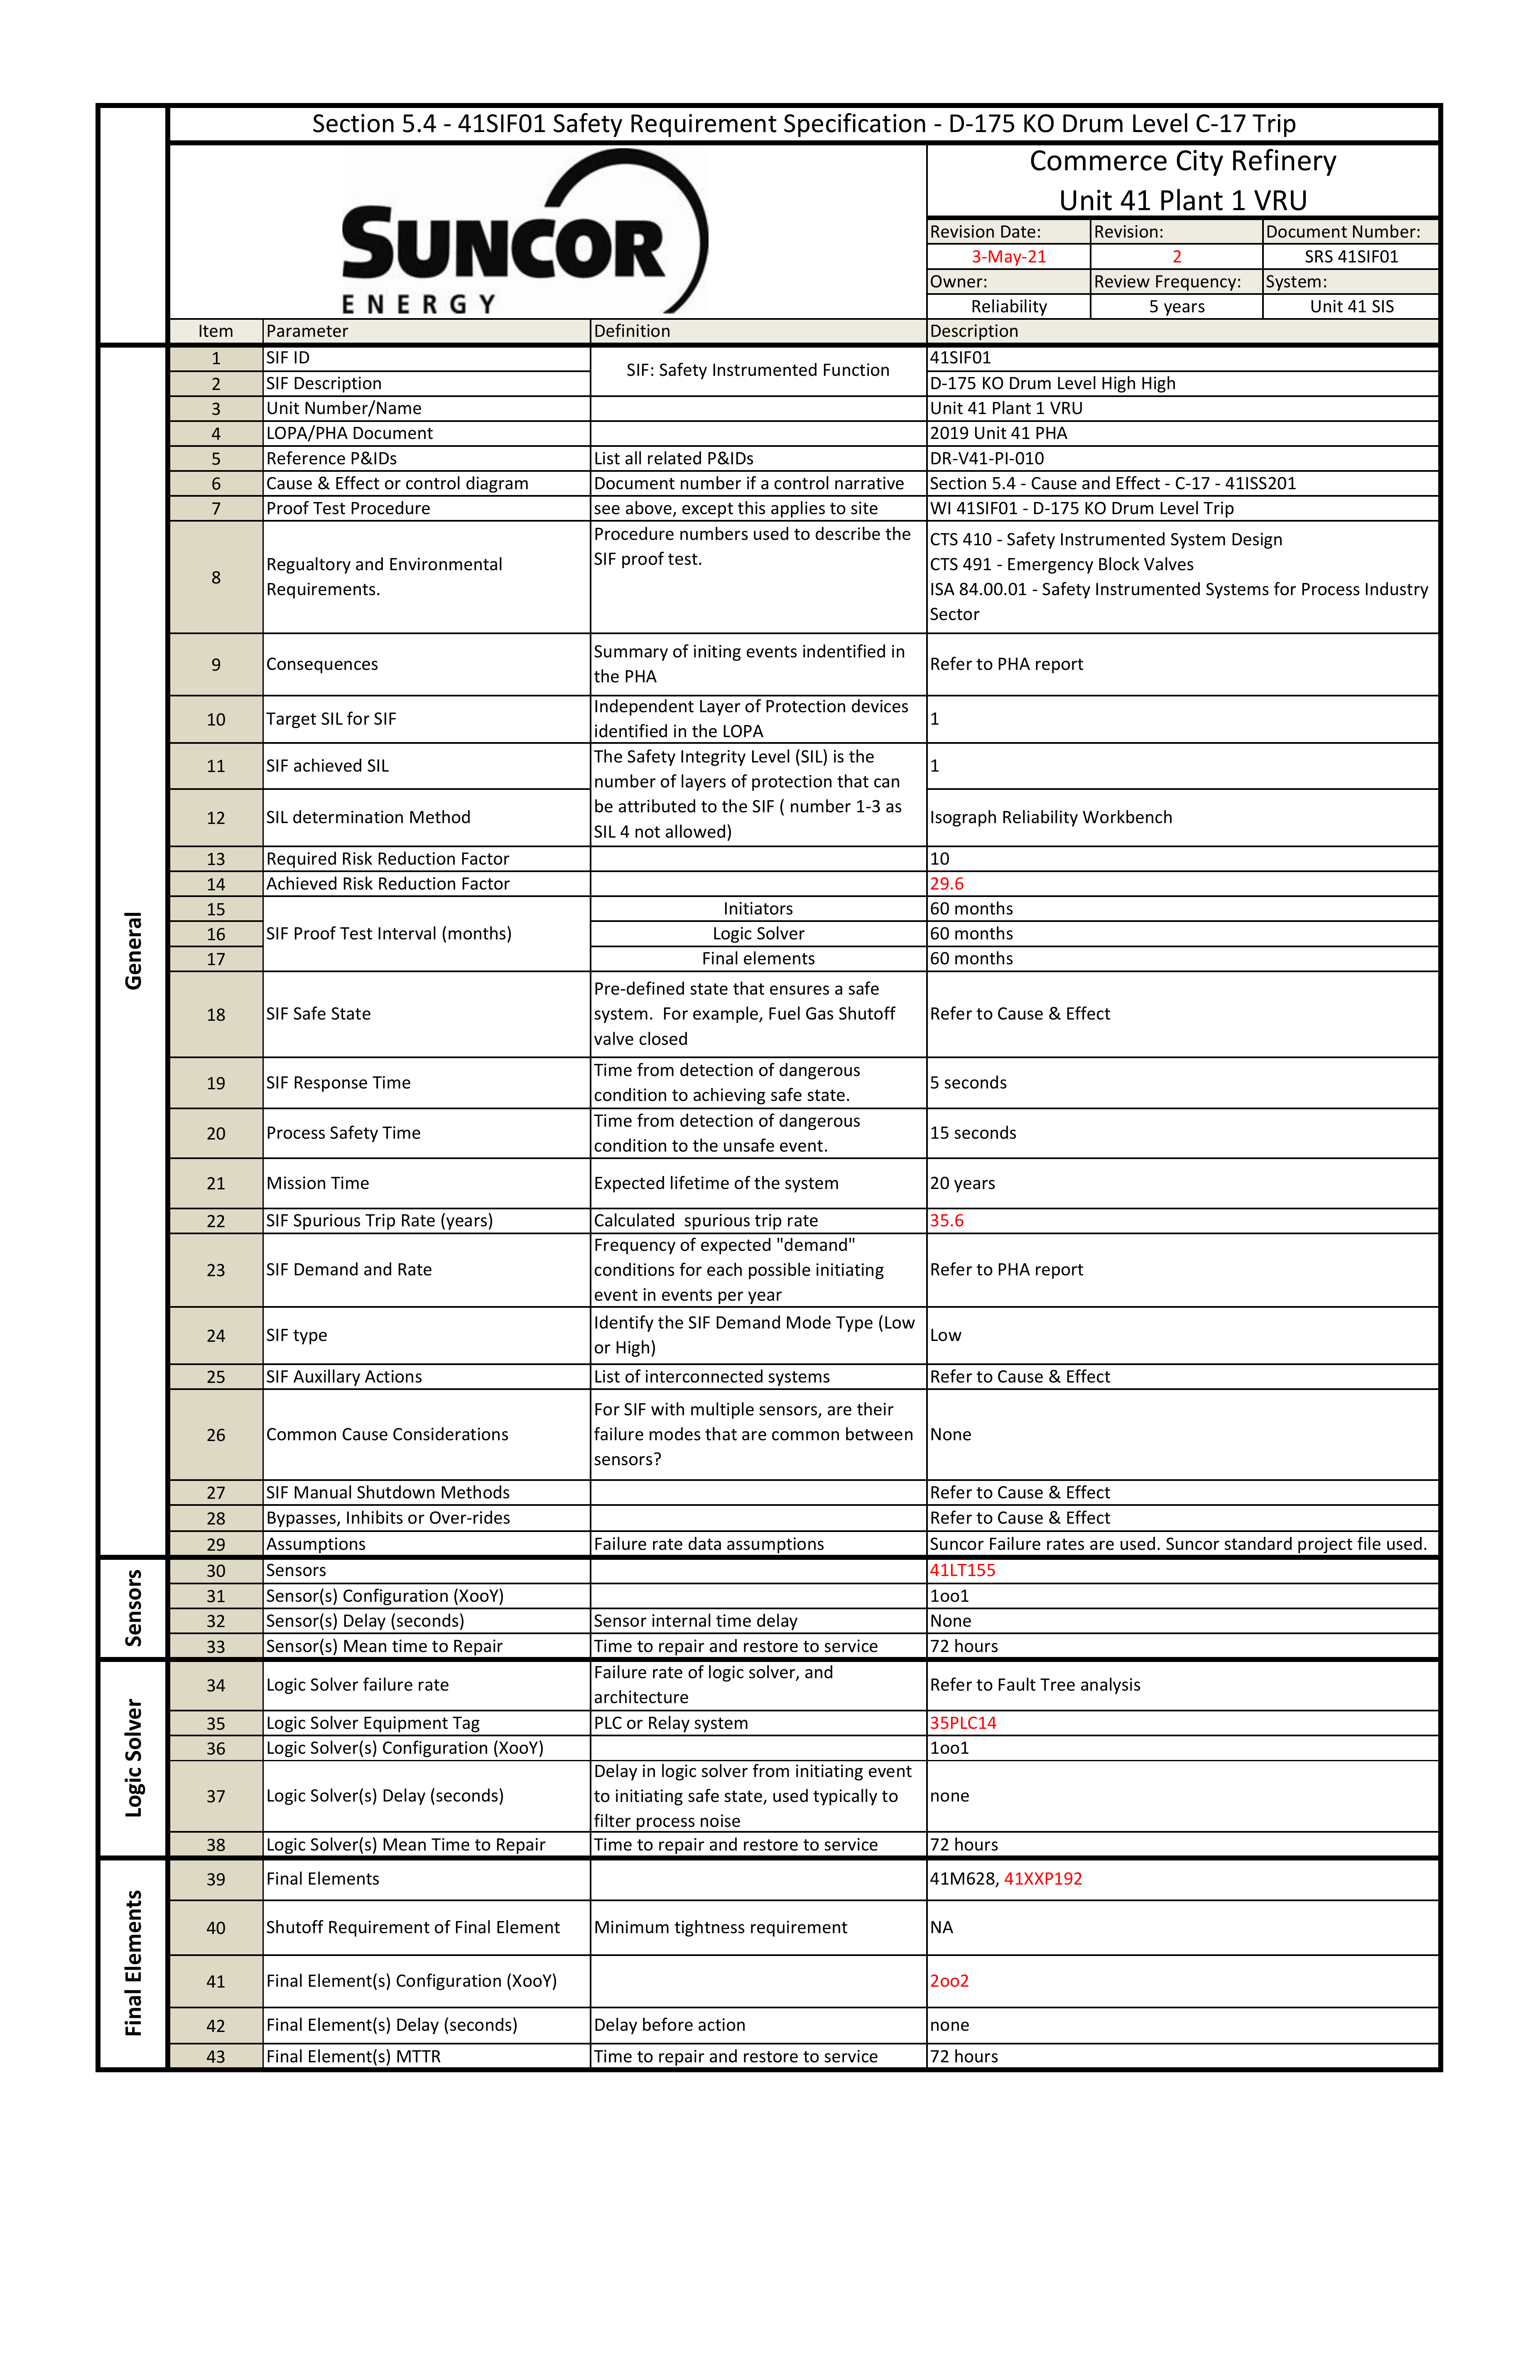 Section 5.4 - 41SIF01 Safety Requirement Specification - D-175 KO Drum Level C-17 Trip
SUNCOR
ENERGY
Commerce City Refinery
Unit 41 Plant 1 VRU
Revision Date: Revision: Document Number:
3-May-21 2 SRS 41SIF01
Owner: Review Frequency: System:
Reliability 5 years Unit 41 SIS
Item Parameter Definition Description
General
1 SIF ID SIF: Safety Instrumented Function 41SIF01
2 SIF Description D-175 KO Drum Level High High
3 Unit Number/Name Unit 41 Plant 1 VRU
4 LOPA/PHA Document 2019 Unit 41 PHA
5 Reference P&IDs List all related P&IDs DR-V41-PI-010
6 Cause & Effect or control diagram Document number if a control narrative Section 5.4 - Cause and Effect - C-17 - 41ISS201
7 Proof Test Procedure see above, except this applies to site WI 41SIF01 - D-175 KO Drum Level Trip
8 Regualtory and Environmental
Requirements.
Procedure numbers used to describe the
SIF proof test.
CTS 410 - Safety Instrumented System Design
CTS 491 - Emergency Block Valves
ISA 84.00.01 - Safety Instrumented Systems for Process Industry
Sector
9 Consequences
Summary of initing events indentified in
the PHA
Refer to PHA report
10 Target SIL for SIF
Independent Layer of Protection devices
identified in the LOPA
1
11 SIF achieved SIL
The Safety Integrity Level (SIL) is the
number of layers of protection that can
be attributed to the SIF ( number 1-3 as
SIL 4 not allowed)
1
12 SIL determination Method Isograph Reliability Workbench
13 Required Risk Reduction Factor 10
14 Achieved Risk Reduction Factor 29.6
15 Initiators 60 months
16 SIF Proof Test Interval (months) Logic Solver 60 months
17 Final elements 60 months
18 SIF Safe State
Pre-defined state that ensures a safe
system. For example, Fuel Gas Shutoff
valve closed
Refer to Cause & Effect
19 SIF Response Time
Time from detection of dangerous
condition to achieving safe state.
5 seconds
20 Process Safety Time
Time from detection of dangerous
condition to the unsafe event.
15 seconds
21 Mission Time Expected lifetime of the system 20 years
22 SIF Spurious Trip Rate (years) Calculated spurious trip rate 35.6
23 SIF Demand and Rate
Frequency of expected "demand"
conditions for each possible initiating
event in events per year
Refer to PHA report
24 SIF type
Identify the SIF Demand Mode Type (Low
or High)
Low
25 SIF Auxillary Actions List of interconnected systems Refer to Cause & Effect
26 Common Cause Considerations
For SIF with multiple sensors, are their
failure modes that are common between
sensors?
None
27 SIF Manual Shutdown Methods Refer to Cause & Effect
28 Bypasses, Inhibits or Over-rides Refer to Cause & Effect
29 Assumptions Failure rate data assumptions Suncor Failure rates are used. Suncor standard project file used.
Sensors
30 Sensors 41LT155
31 Sensor(s) Configuration (XooY) 1oo1
32 Sensor(s) Delay (seconds) Sensor internal time delay None
33 Sensor(s) Mean time to Repair Time to repair and restore to service 72 hours
Logic Solver
34 Logic Solver failure rate
Failure rate of logic solver, and
architecture
Refer to Fault Tree analysis
35 Logic Solver Equipment Tag PLC or Relay system 35PLC14
36 Logic Solver(s) Configuration (XooY) 1oo1
37 Logic Solver(s) Delay (seconds)
Delay in logic solver from initiating event
to initiating safe state, used typically to
filter process noise
none
38 Logic Solver(s) Mean Time to Repair Time to repair and restore to service 72 hours
Final Elements
39 Final Elements 41M628, 41XXP192
40 Shutoff Requirement of Final Element Minimum tightness requirement NA
41 Final Element(s) Configuration (XooY) 2oo2
42 Final Element(s) Delay (seconds) Delay before action none
43 Final Element(s) MTTR Time to repair and restore to service 72 hours